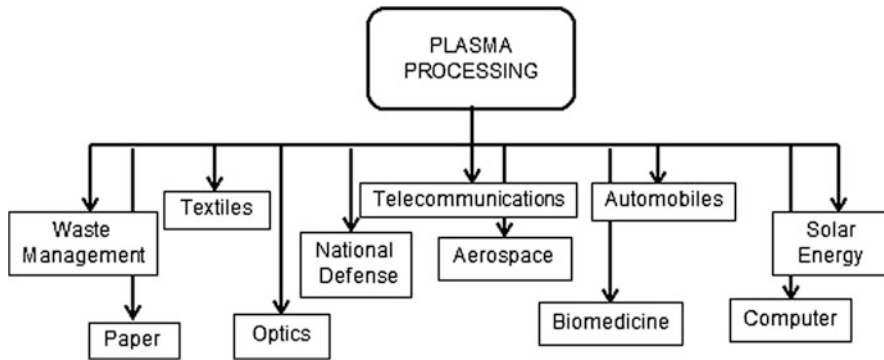 PLASMA
PROCESSING
Waste
Management
Paper
Textiles
Optics
National
Defense
Telecommunications
Aerospace
Biomedicine
Automobiles
Computer
Solar
Energy